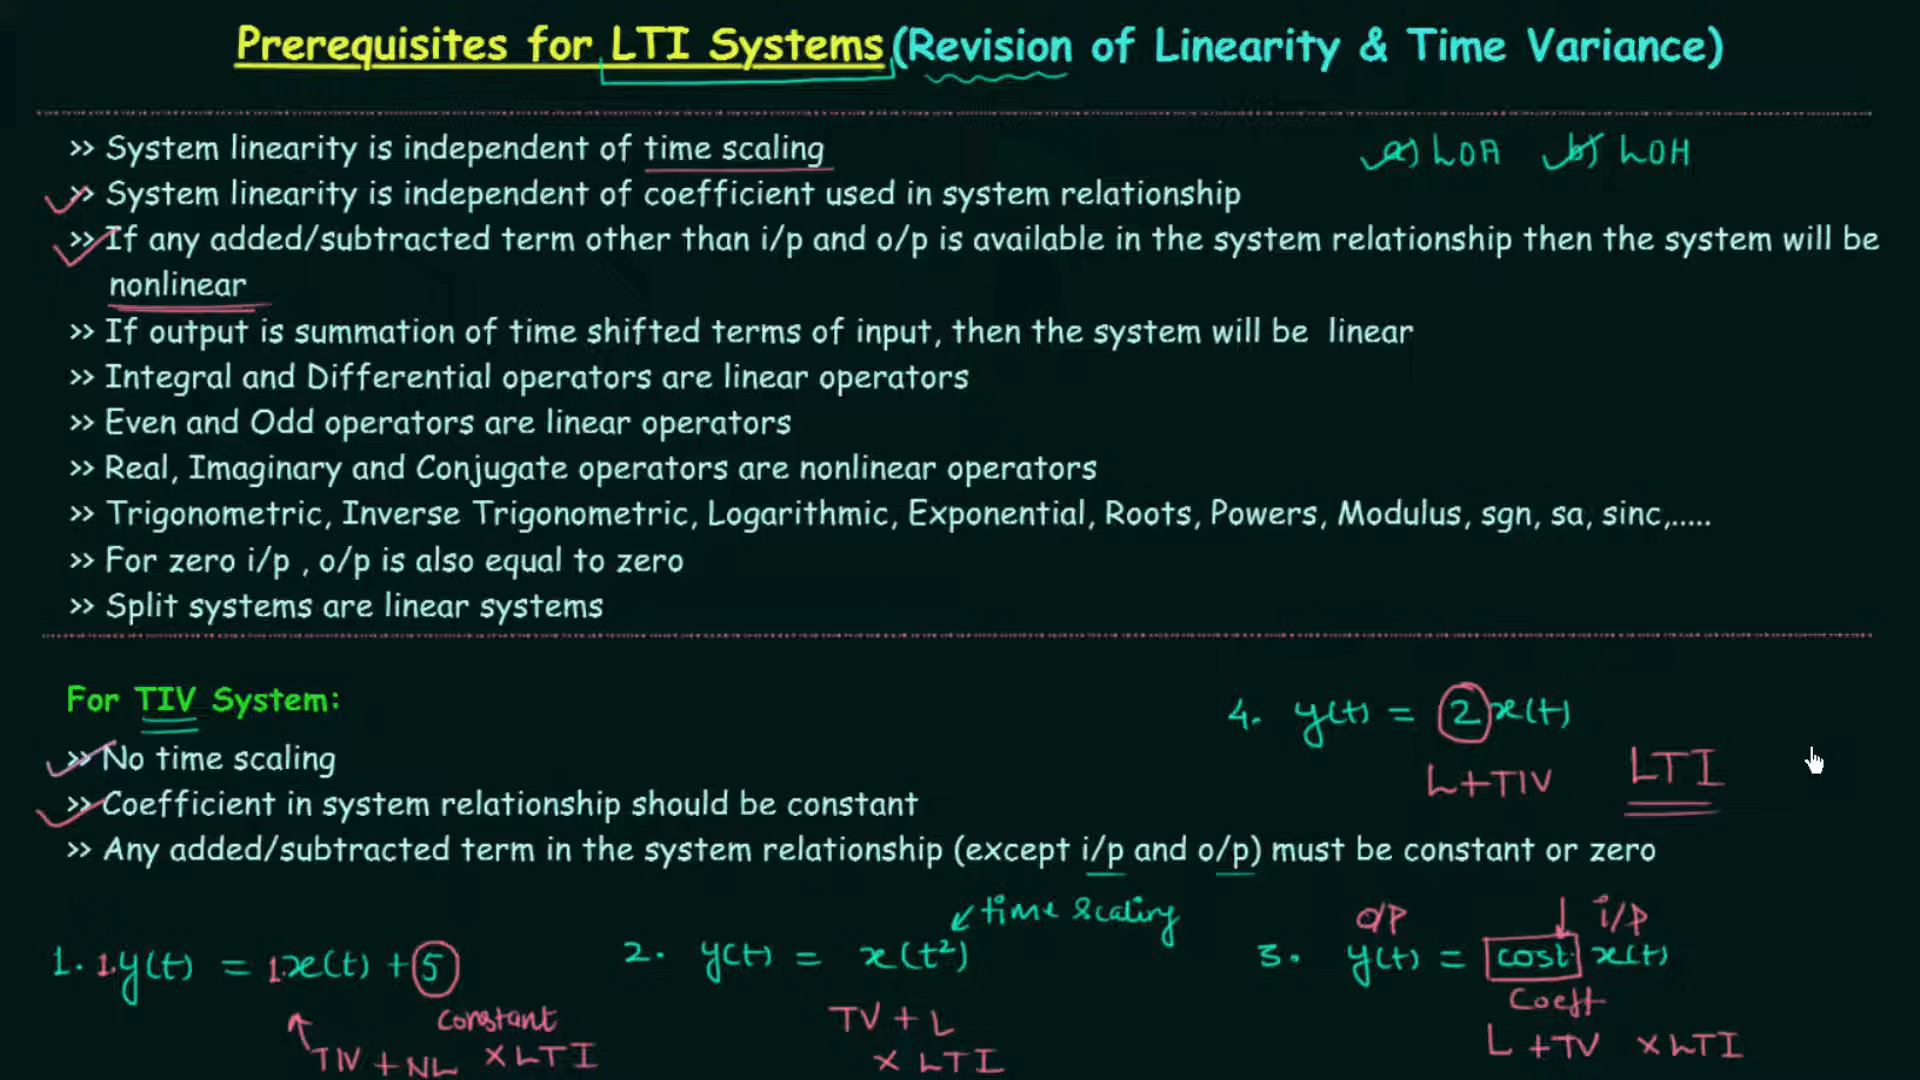 Prerequisites for LTI Systems (Revision of Linearity & Time Variance)
>> System linearity is independent of time scaling
a) LOA b) LOH
>> System linearity is independent of coefficient used in system relationship
>> If any added/subtracted term other than i/p and o/p is available in the system relationship then the system will be
nonlinear
>> If output is summation of time shifted terms of input, then the system will be linear
>> Integral and Differential operators are linear operators
>> Even and Odd operators are linear operators
>> Real, Imaginary and Conjugate operators are nonlinear operators
>> Trigonometric, Inverse Trigonometric, Logarithmic, Exponential, Roots, Powers, Modulus, sgn, sa, sinc,.....
>> For zero i/p , o/p is also equal to zero
>> Split systems are linear systems
For TIV System:
>> No time scaling
>> Coefficient in system relationship should be constant
>> Any added/subtracted term in the system relationship (except i/p and o/p) must be constant or zero
4. y(t) = 2x(t)
L+TIV LTI
1. 1.y(t) = 1.x(t) + 5
constant
TIV + NL × LTI
time scaling
2. y(t) = x(t²)
TV + L
× LTI
o/p i/p
3. y(t) = cost. x(t)
Coeff
L + TV × LTI